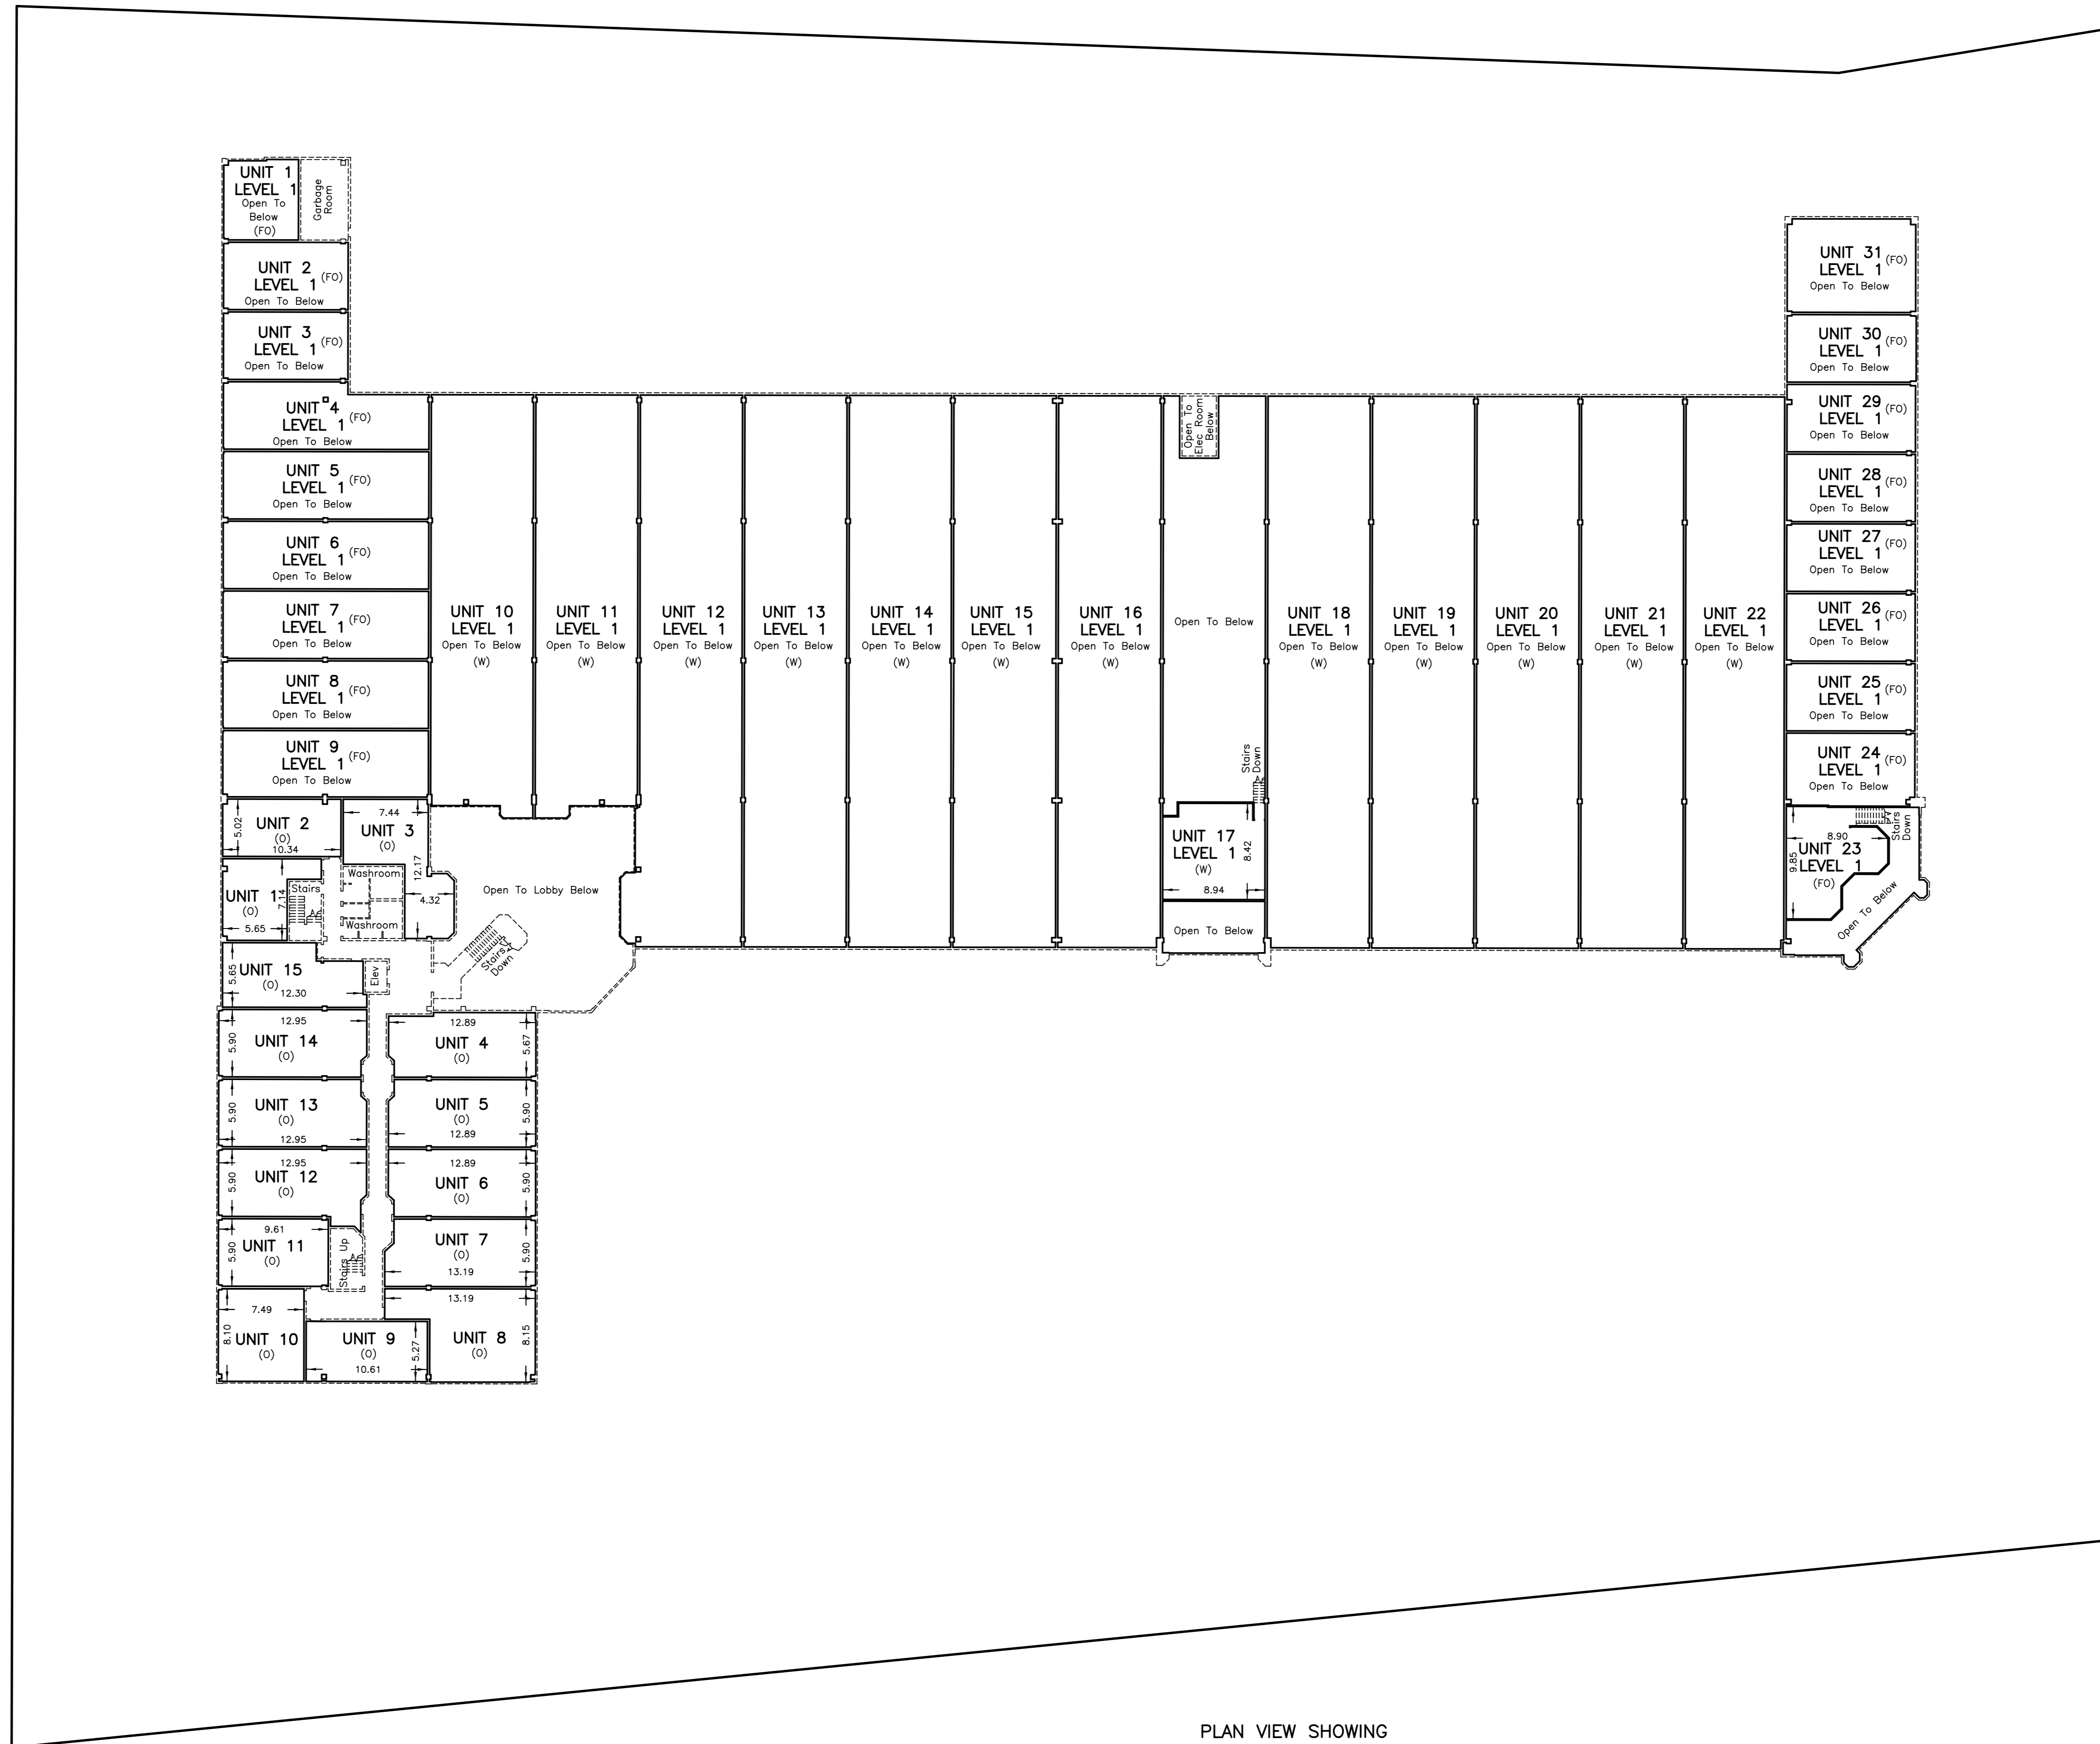 UNIT 1
LEVEL 1
Open To
Below
(FO)
Garbage
Room
UNIT 2
LEVEL 1
(FO)
Open To Below
UNIT 3
LEVEL 1
(FO)
Open To Below
UNIT 4
LEVEL 1
(FO)
Open To Below
UNIT 5
LEVEL 1
(FO)
Open To Below
UNIT 6
LEVEL 1
(FO)
Open To Below
UNIT 7
LEVEL 1
(FO)
Open To Below
UNIT 8
LEVEL 1
(FO)
Open To Below
UNIT 9
LEVEL 1
(FO)
Open To Below
UNIT 10
LEVEL 1
Open To Below
(W)
UNIT 11
LEVEL 1
Open To Below
(W)
UNIT 12
LEVEL 1
Open To Below
(W)
UNIT 13
LEVEL 1
Open To Below
(W)
UNIT 14
LEVEL 1
Open To Below
(W)
UNIT 15
LEVEL 1
Open To Below
(W)
UNIT 16
LEVEL 1
Open To Below
(W)
Open To
Elec Room
Below
Open To Below
Stairs
Down
UNIT 17
LEVEL 1
(W)
8.42
8.94
Open To Below
UNIT 18
LEVEL 1
Open To Below
(W)
UNIT 19
LEVEL 1
Open To Below
(W)
UNIT 20
LEVEL 1
Open To Below
(W)
UNIT 21
LEVEL 1
Open To Below
(W)
UNIT 22
LEVEL 1
Open To Below
(W)
UNIT 31
LEVEL 1
(FO)
Open To Below
UNIT 30
LEVEL 1
(FO)
Open To Below
UNIT 29
LEVEL 1
(FO)
Open To Below
UNIT 28
LEVEL 1
(FO)
Open To Below
UNIT 27
LEVEL 1
(FO)
Open To Below
UNIT 26
LEVEL 1
(FO)
Open To Below
UNIT 25
LEVEL 1
(FO)
Open To Below
UNIT 24
LEVEL 1
(FO)
Open To Below
Stairs
Down
8.90
9.85
UNIT 23
LEVEL 1
(FO)
Open To Below
5.02
UNIT 2
(O)
10.34
7.44
UNIT 3
(O)
12.17
4.32
Washroom
Washroom
UNIT 1
(O)
7.14
5.65
Stairs
Open To Lobby Below
Stairs
Down
UNIT 15
(O)
5.65
12.30
Elev
12.95
5.90
UNIT 14
(O)
12.89
UNIT 4
(O)
5.67
5.90
UNIT 13
(O)
12.95
UNIT 5
(O)
5.90
12.89
12.95
5.90
UNIT 12
(O)
12.89
5.90
UNIT 6
(O)
9.61
5.90
UNIT 11
(O)
Stairs Up
UNIT 7
(O)
5.90
13.19
7.49
8.10
UNIT 10
(O)
UNIT 9
(O)
5.27
10.61
13.19
UNIT 8
(O)
8.15
PLAN VIEW SHOWING